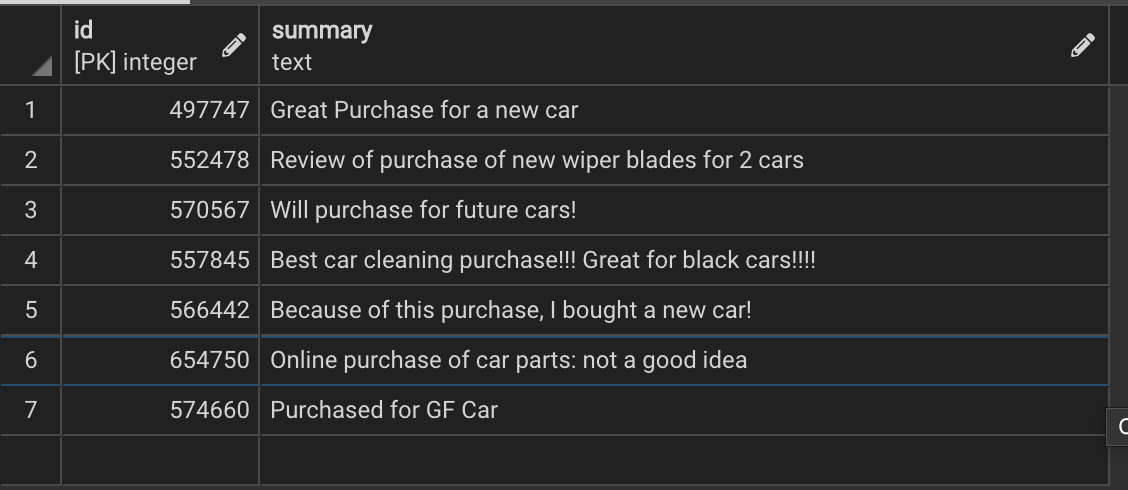 id summary
[PK] integer text
1 497747 Great Purchase for a new car
2 552478 Review of purchase of new wiper blades for 2 cars
3 570567 Will purchase for future cars!
4 557845 Best car cleaning purchase!!! Great for black cars!!!!
5 566442 Because of this purchase, I bought a new car!
6 654750 Online purchase of car parts: not a good idea
7 574660 Purchased for GF Car